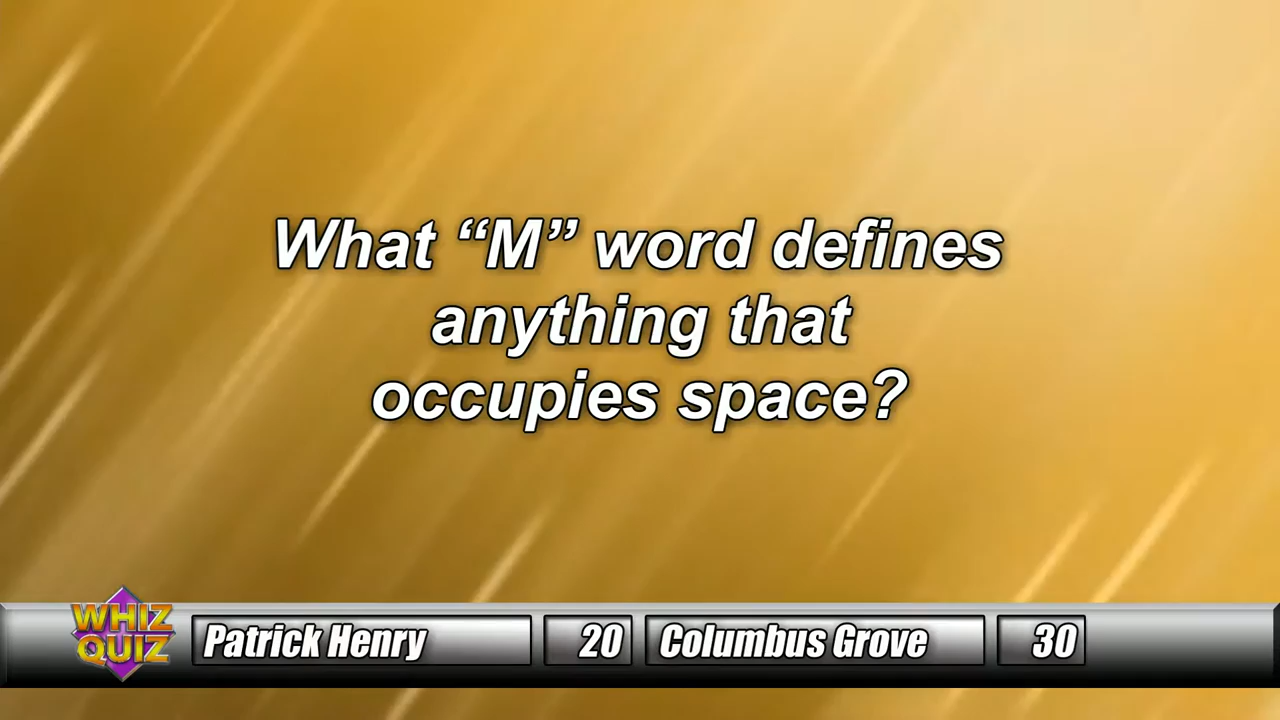 What “M” word defines
anything that
occupies space?
WHIZ
QUIZ
Patrick Henry 20 Columbus Grove 30